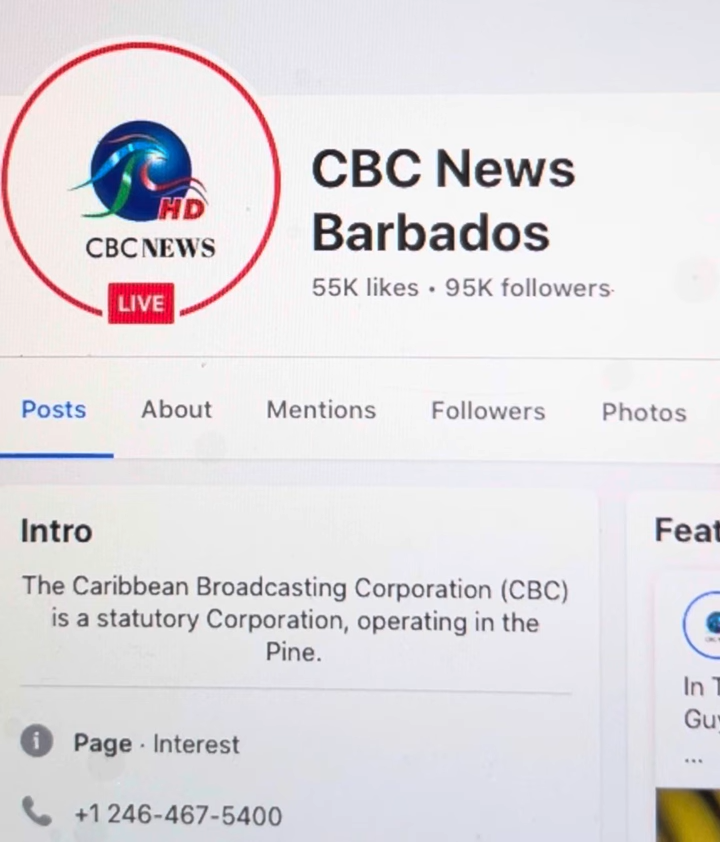 HD
CBCNEWS
LIVE
CBC News
Barbados
55K likes • 95K followers
Posts About Mentions Followers Photos
Intro
The Caribbean Broadcasting Corporation (CBC)
is a statutory Corporation, operating in the
Pine.
Page · Interest
+1 246-467-5400
Feat
In T
Guy
...